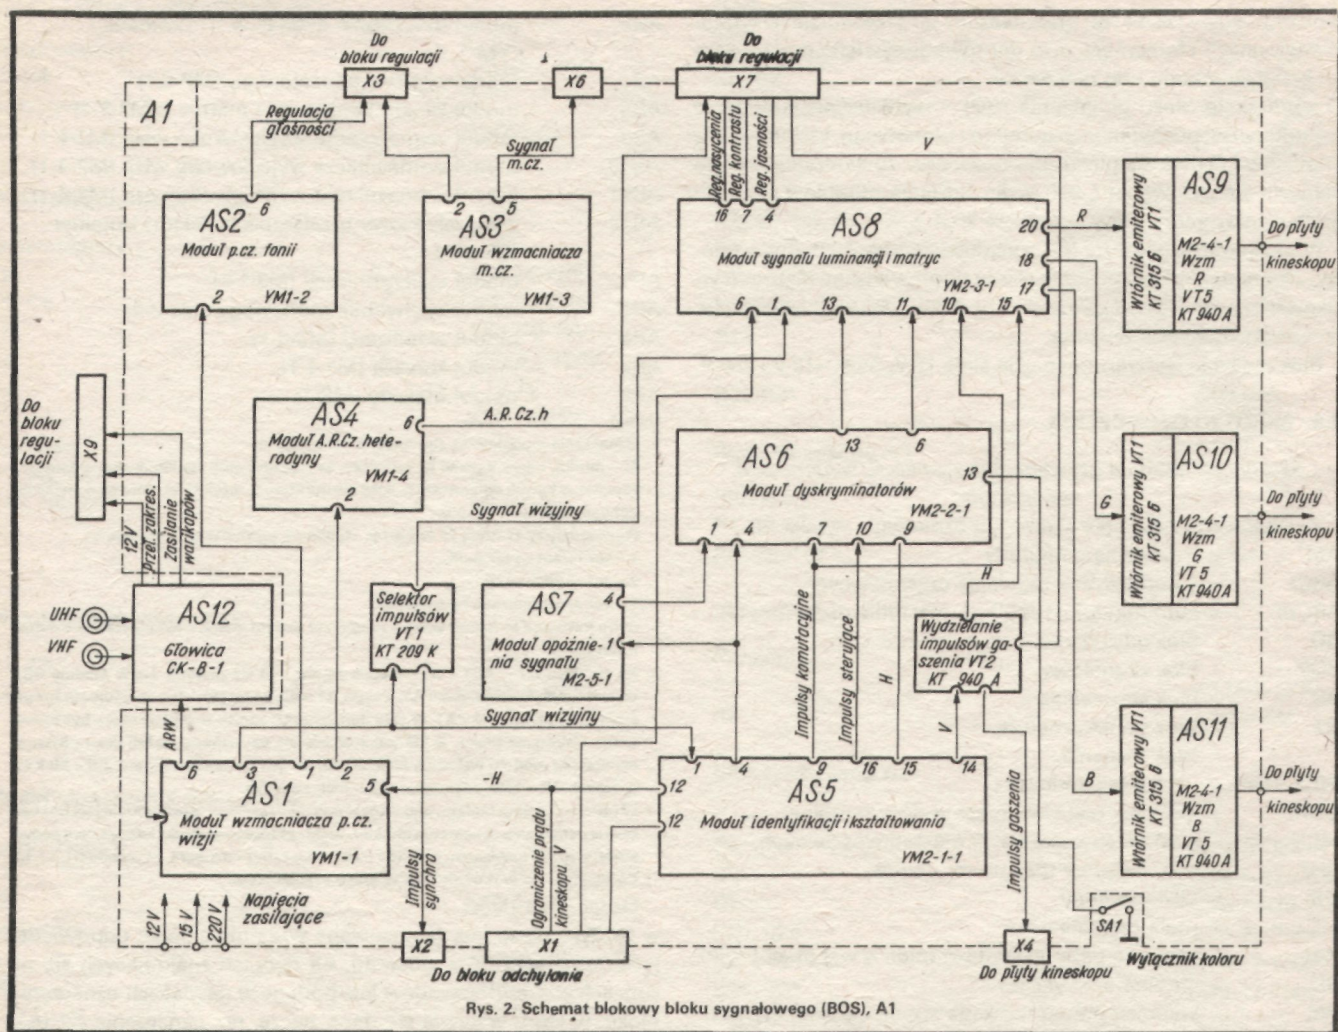 Do
bloku regulacji
X3
X6
Do
bloku regulacji
X7
A1
Regulacja
głośności
Sygnał
m.cz.
Reg. nasycenia
Reg. kontrastu
Reg. jasności
V
6
AS2
Moduł p.cz. fonii
2
YM1-2
2
5
AS3
Moduł wzmacniacza
m.cz.
YM1-3
16
7
4
AS8
Moduł sygnału luminancji i matryc
YM2-3-1
20
18
17
6
1
13
11
10
15
R
Wtórnik emiterowy VT1
KT 315 Б
AS9
M2-4-1
Wzm
R
VT5
KT 940 A
Do płyty
kineskopu
Do
bloku
regu-
lacji
X9
12V
Przeł. zakres.
Zasilanie
warikapów
AS4
Moduł A.R.Cz. hete-
rodyny
YM1-4
6
2
A.R.Cz. h
Sygnał wizyjny
13
6
AS6
Moduł dyskryminatorów
YM2-2-1
13
1
4
7
10
9
G
Wtórnik emiterowy VT1
KT 315 Б
AS10
M2-4-1
Wzm
G
VT 5
KT 940 A
Do płyty
kineskopu
UHF
VHF
AS12
Głowica
CK-B-1
Selektor
impulsów
VT 1
KT 209 K
AS7
4
Moduł opóźnie-
nia sygnału
1
M2-5-1
Impulsy komutacyjne
Impulsy sterujące
H
H
Wydzielanie
impulsów ga-
szenia VT2
KT 940 A
ARW
Sygnał wizyjny
V
B
Wtórnik emiterowy VT1
KT 315 Б
AS11
M2-4-1
Wzm
B
VT 5
KT 940 A
Do płyty
kineskopu
6
3
1
2
AS1
5
Moduł wzmacniacza p.cz.
wizji
YM1-1
-H
1
4
9
16
15
14
12
12
AS5
Moduł identyfikacji i kształtowania
YM2-1-1
Impulsy
synchro
Ograniczenie prądu
kineskopu V
Impulsy gaszenia
12 V
15 V
220 V
Napięcia
zasilające
X2
X1
X4
SA1
Do bloku odchylania
Do płyty kineskopu
Wyłącznik koloru
Rys. 2. Schemat blokowy bloku sygnałowego (BOS), A1